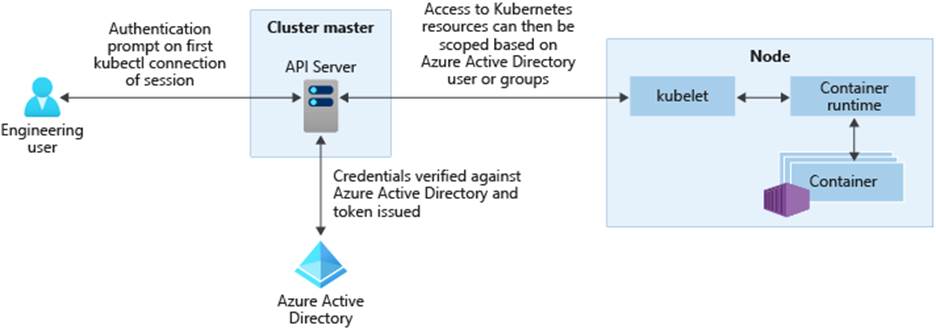 Authentication
prompt on first
kubectl connection
of session
Engineering
user
Cluster master
API Server
Access to Kubernetes
resources can then be
scoped based on
Azure Active Directory
user or groups
Credentials verified against
Azure Active Directory and
token issued
Azure Active
Directory
Node
kubelet
Container
runtime
Container